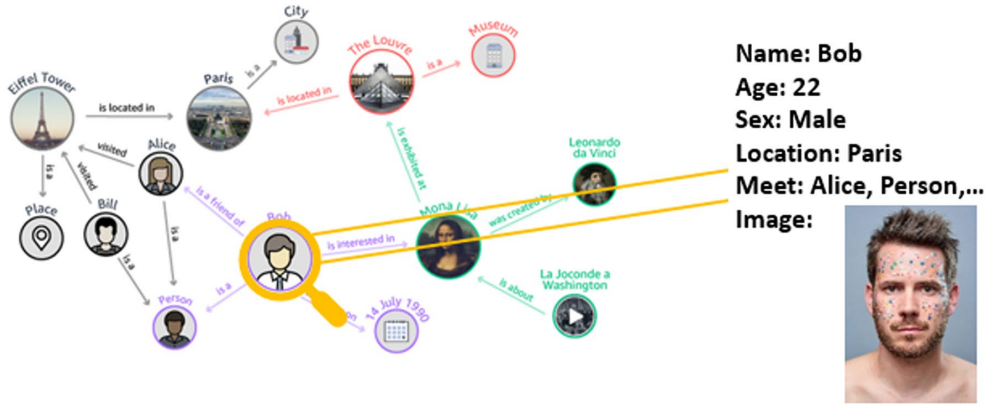 City
Museum
The Louvre
is a
is a
Paris
Eiffel Tower
is located in
is located in
visited
Alice
is exhibited at
Leonardo
da Vinci
is a
visited
is a friend of
Place
Bill
Bob
Mona Lisa
was created by
is a
is interested in
is a
La Joconde a
Washington
is about
is a
Person
on
14 July 1990
Name: Bob
Age: 22
Sex: Male
Location: Paris
Meet: Alice, Person,...
Image: